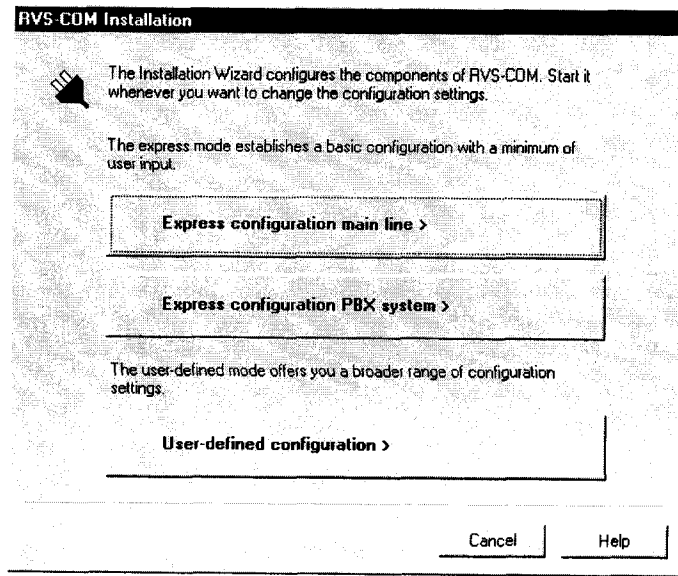 RVS-COM Installation
The Installation Wizard configures the components of RVS-COM. Start it
whenever you want to change the configuration settings.
The express mode establishes a basic configuration with a minimum of
user input.
Express configuration main line >
Express configuration PBX system >
The user-defined mode offers you a broader range of configuration
settings.
User-defined configuration >
Cancel
Help